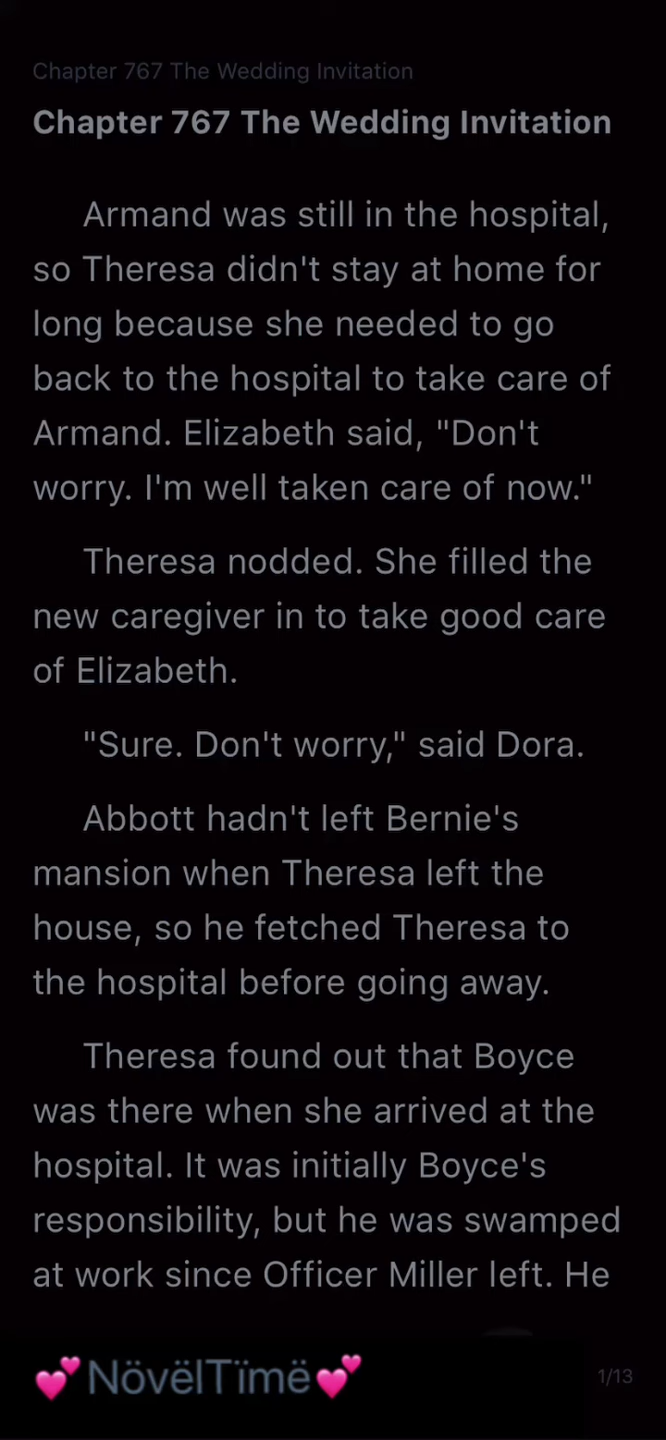 Chapter 767 The Wedding Invitation
Chapter 767 The Wedding Invitation
Armand was still in the hospital,
so Theresa didn't stay at home for
long because she needed to go
back to the hospital to take care of
Armand. Elizabeth said, "Don't
worry. I'm well taken care of now."
Theresa nodded. She filled the
new caregiver in to take good care
of Elizabeth.
"Sure. Don't worry," said Dora.
Abbott hadn't left Bernie's
mansion when Theresa left the
house, so he fetched Theresa to
the hospital before going away.
Theresa found out that Boyce
was there when she arrived at the
hospital. It was initially Boyce's
responsibility, but he was swamped
at work since Officer Miller left. He
💕NövëlTïmë💕
1/13